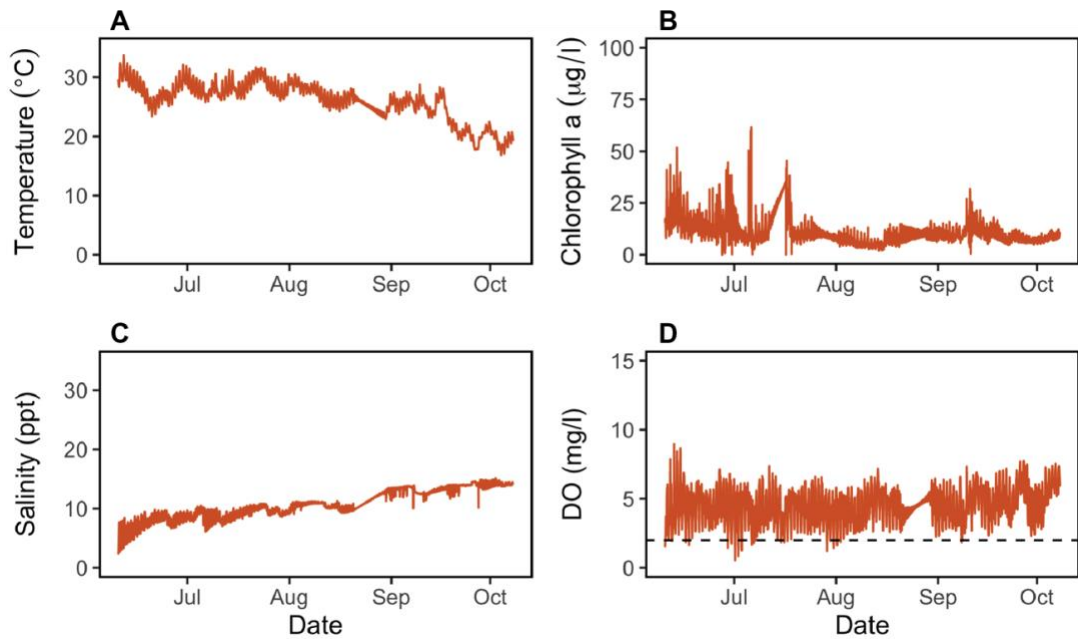 A
Temperature (°C)
30
20
10
0
Jul Aug Sep Oct
B
Chlorophyll a (µg/l)
100
75
50
25
0
Jul Aug Sep Oct
C
Salinity (ppt)
30
20
10
0
Jul Aug Sep Oct
Date
D
DO (mg/l)
15
10
5
0
Jul Aug Sep Oct
Date